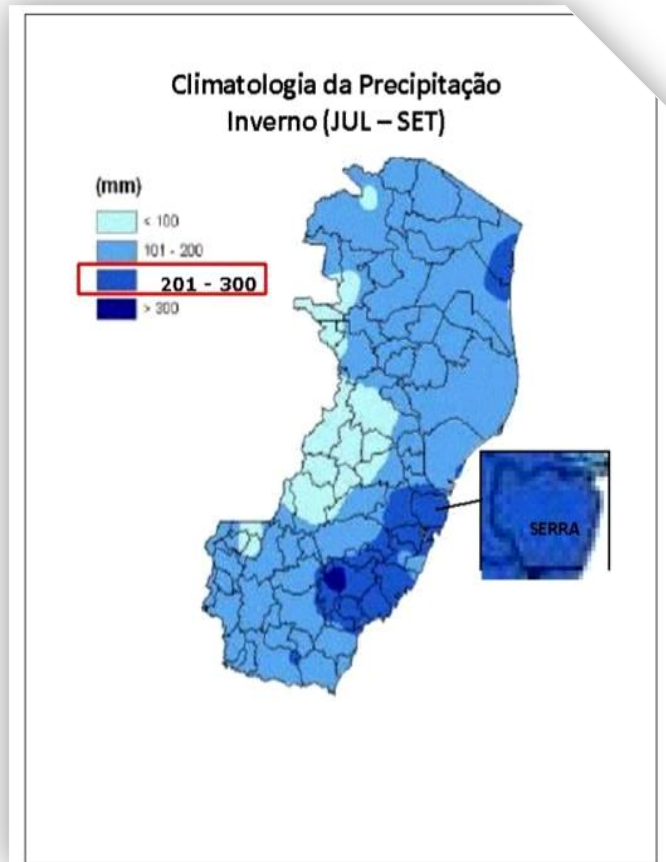 Climatologia da Precipitação
Inverno (JUL – SET)
(mm)
< 100
101 - 200
201 - 300
> 300
SERRA